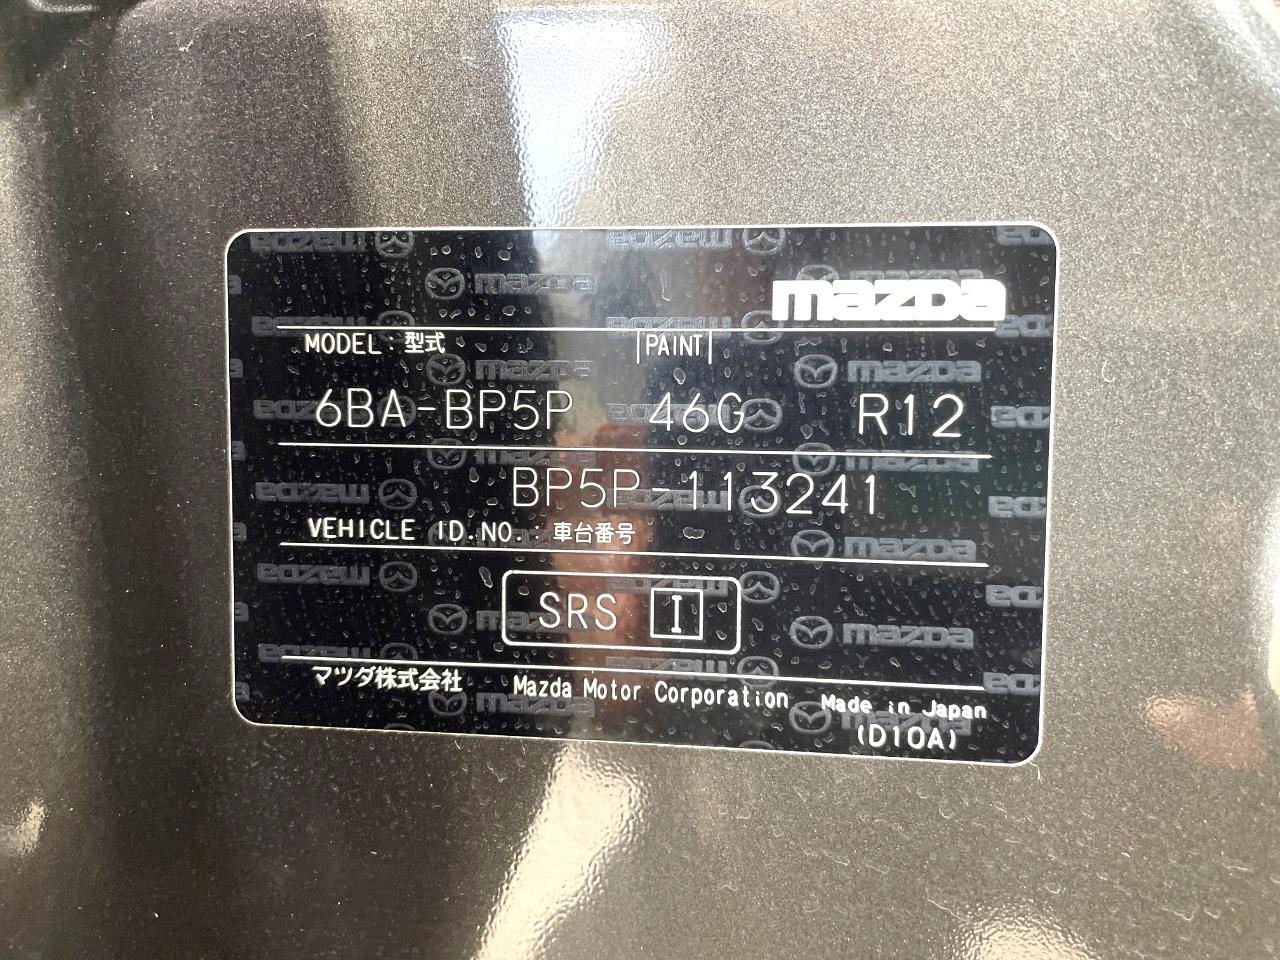 mazda
MODEL : 型式 PAINT
6BA-BP5P 46G R12
BP5P-113241
VEHICLE ID.NO. : 車台番号
SRS I
マツダ株式会社 Mazda Motor Corporation Made in Japan
(D10A)